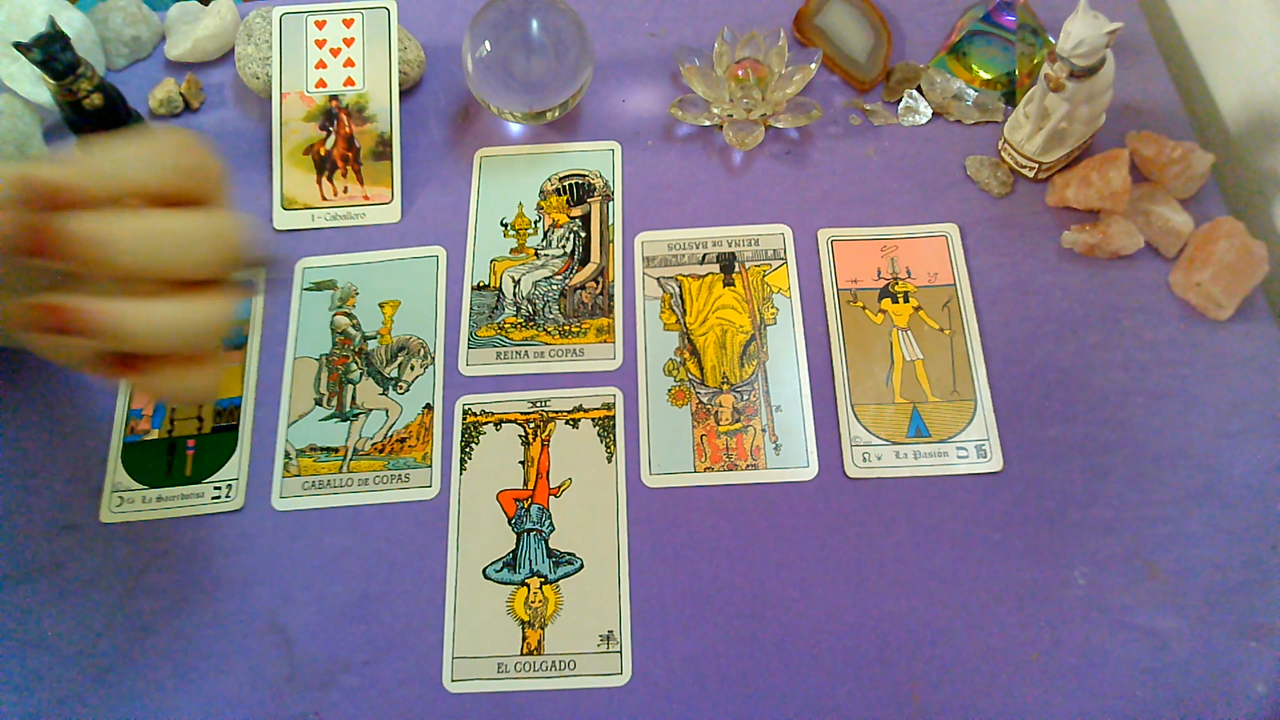 1-Caballero
REINA DE COPAS
REINA DE BASTOS
CABALLO DE COPAS
La Pasión 15
La Sacerdotisa 2
XII
EL COLGADO